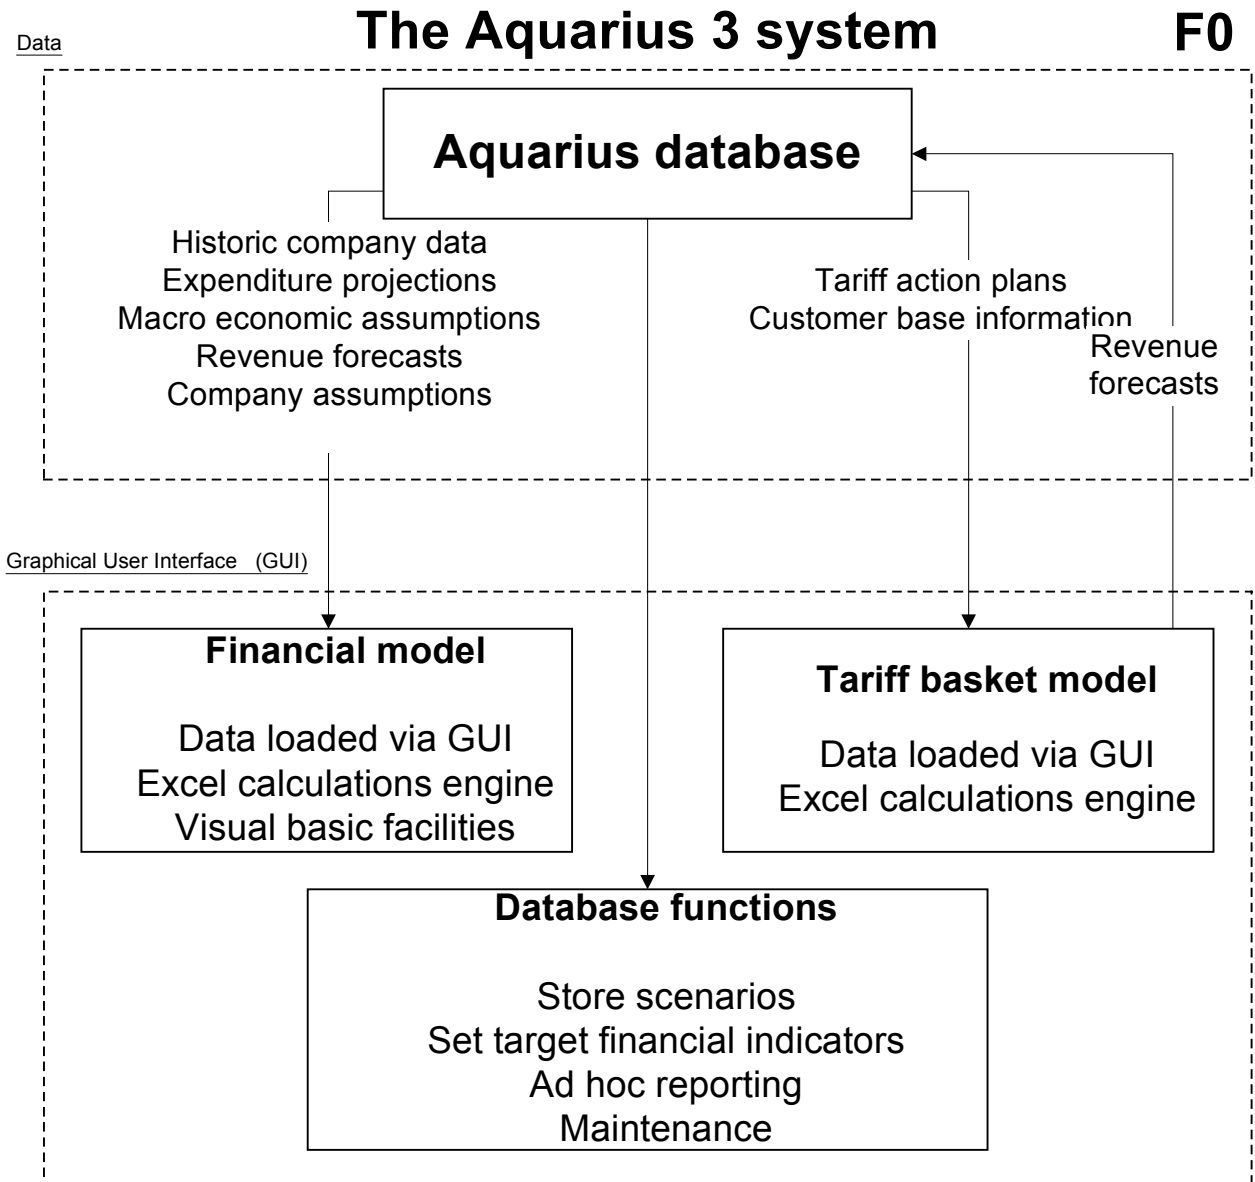 The Aquarius 3 system
F0
Data
Aquarius database
Historic company data
Expenditure projections
Macro economic assumptions
Revenue forecasts
Company assumptions
Tariff action plans
Customer base information
Revenue
forecasts
Graphical User Interface (GUI)
Financial model
Data loaded via GUI
Excel calculations engine
Visual basic facilities
Tariff basket model
Data loaded via GUI
Excel calculations engine
Database functions
Store scenarios
Set target financial indicators
Ad hoc reporting
Maintenance